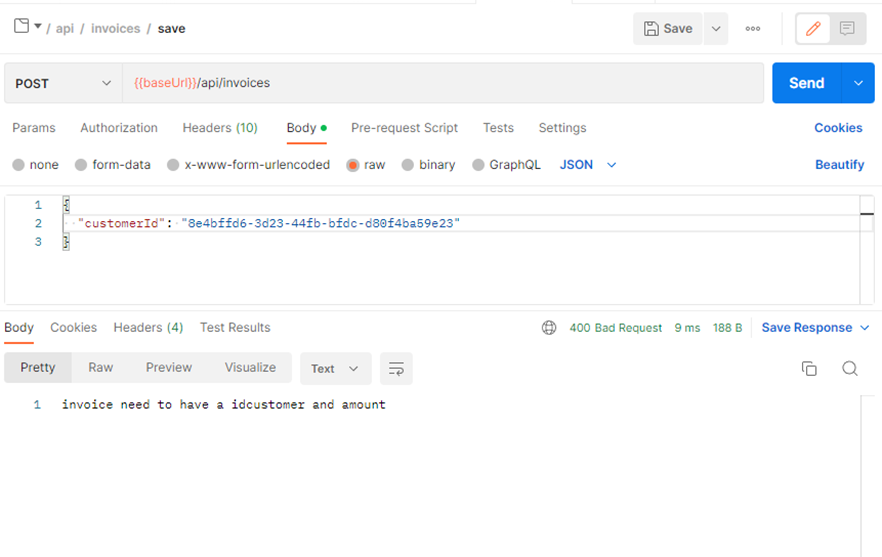 / api / invoices / save
Save
POST
{{baseUrl}}/api/invoices
Send
Params Authorization Headers (10) Body Pre-request Script Tests Settings Cookies
none form-data x-www-form-urlencoded raw binary GraphQL JSON Beautify
1 {
2 "customerId": "8e4bffd6-3d23-44fb-bfdc-d80f4ba59e23"
3 }
Body Cookies Headers (4) Test Results 400 Bad Request 9 ms 188 B Save Response
Pretty Raw Preview Visualize Text
1 invoice need to have a idcustomer and amount